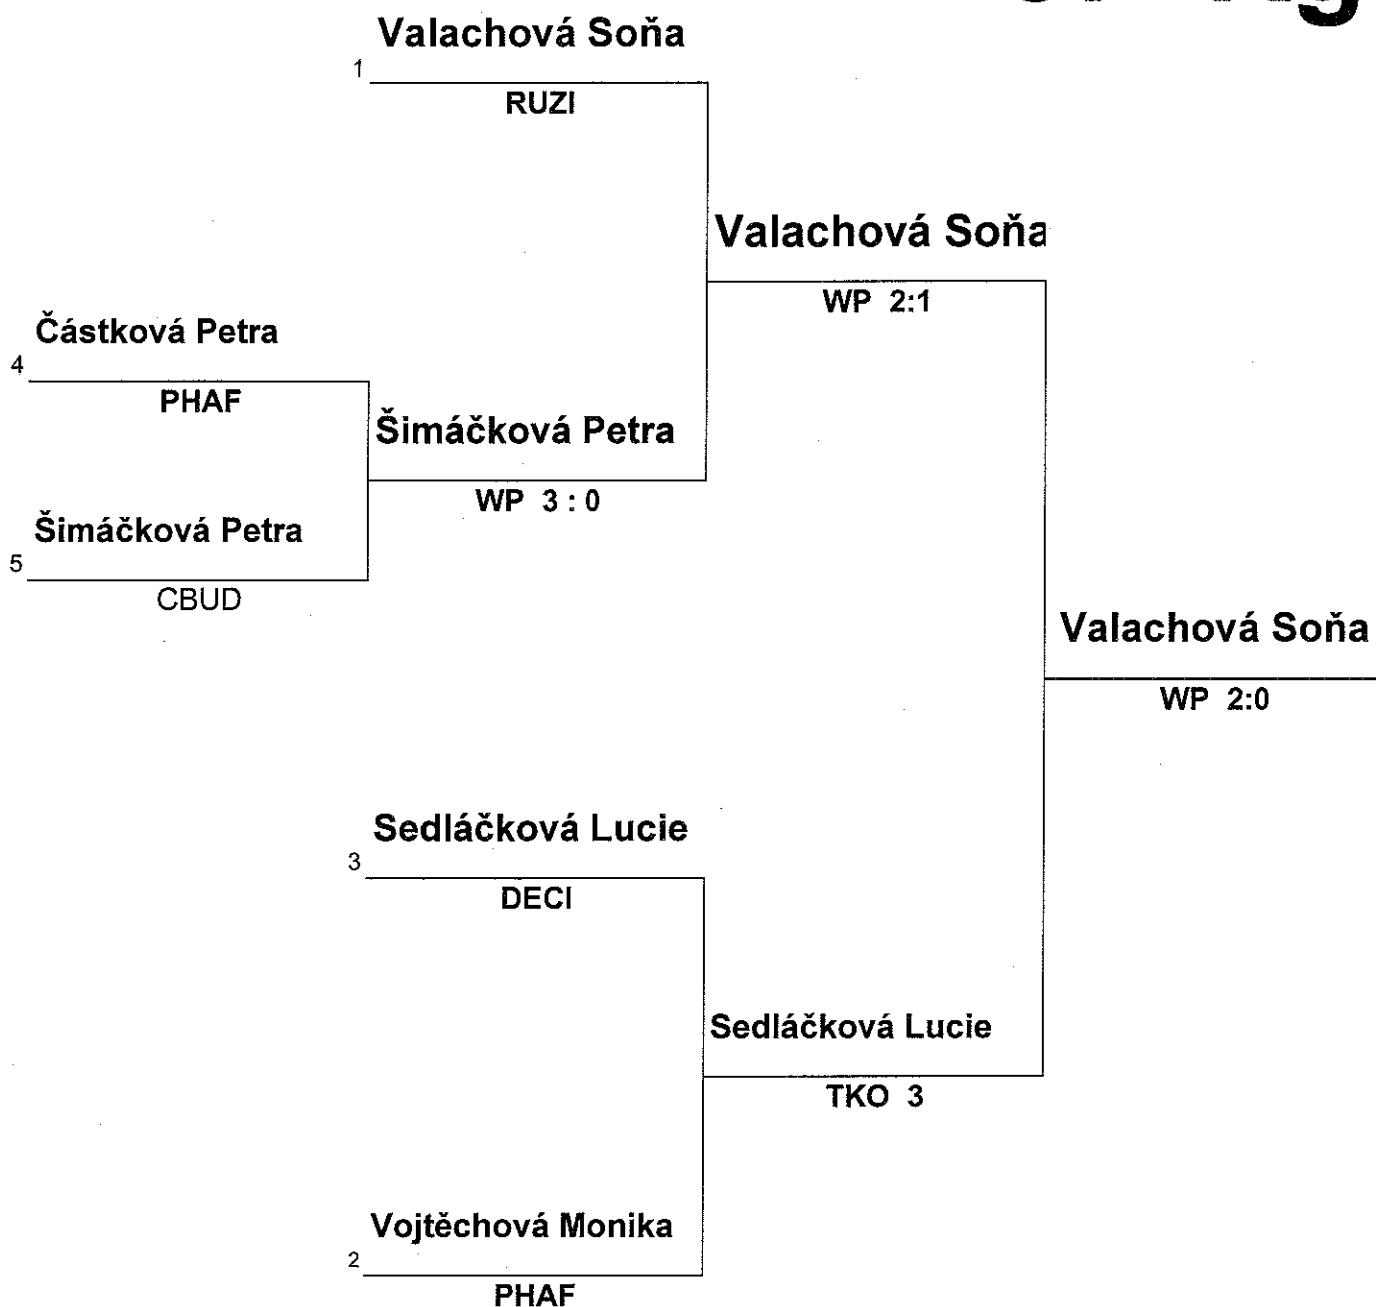 Valachová Soňa
1
RUZI
Valachová Soňa
WP 2:1
Částková Petra
4
PHAF
Šimáčková Petra
WP 3 : 0
Šimáčková Petra
5
CBUD
Valachová Soňa
WP 2:0
Sedláčková Lucie
3
DECI
Sedláčková Lucie
TKO 3
Vojtěchová Monika
2
PHAF